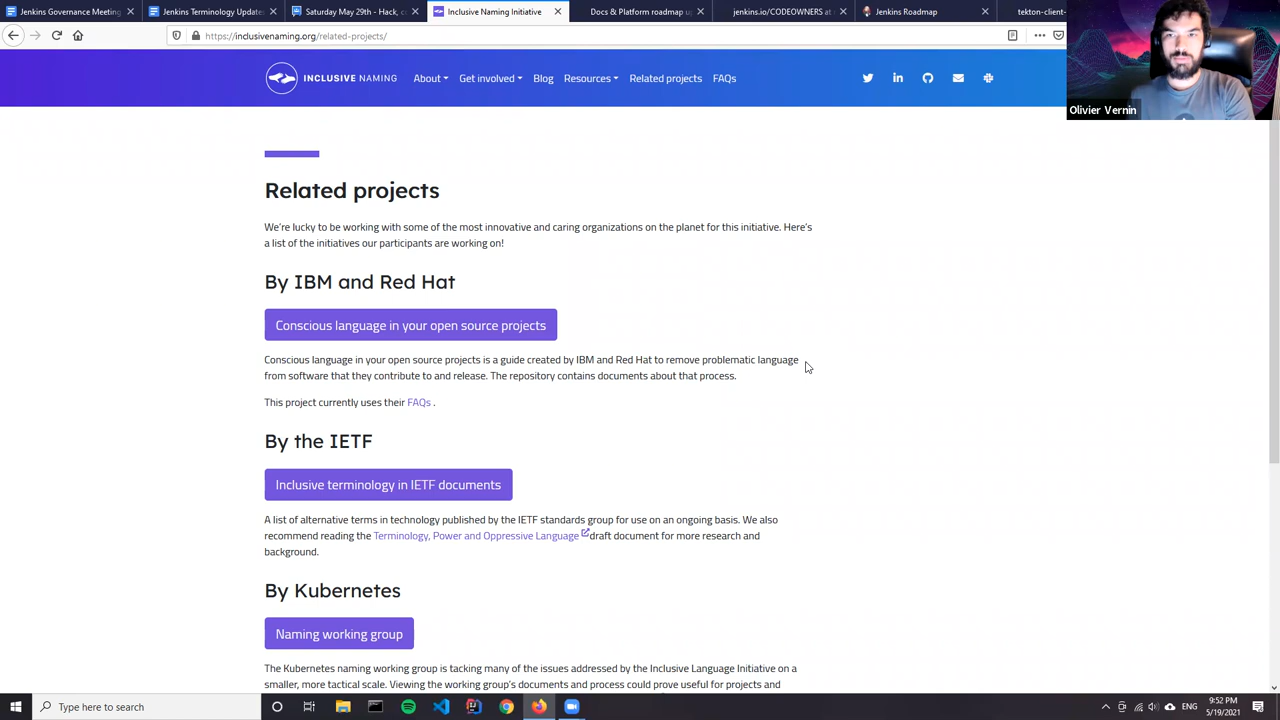 Jenkins Governance Meeting
Jenkins Terminology Update
Saturday May 29th - Hack, c
Inclusive Naming Initiative
Docs & Platform roadmap u
jenkins.io/CODEOWNERS at
Jenkins Roadmap
tekton-client-
https://inclusivenaming.org/related-projects/
INCLUSIVE NAMING
About
Get involved
Blog
Resources
Related projects
FAQs
Olivier Vernin
Related projects
We're lucky to be working with some of the most innovative and caring organizations on the planet for this initiative. Here's
a list of the initiatives our participants are working on!
By IBM and Red Hat
Conscious language in your open source projects
Conscious language in your open source projects is a guide created by IBM and Red Hat to remove problematic language
from software that they contribute to and release. The repository contains documents about that process.
This project currently uses their FAQs .
By the IETF
Inclusive terminology in IETF documents
A list of alternative terms in technology published by the IETF standards group for use on an ongoing basis. We also
recommend reading the Terminology, Power and Oppressive Language draft document for more research and
background.
By Kubernetes
Naming working group
The Kubernetes naming working group is tacking many of the issues addressed by the Inclusive Language Initiative on a
smaller, more tactical scale. Viewing the working group's documents and process could prove useful for projects and
Type here to search
ENG
9:52 PM
5/19/2021